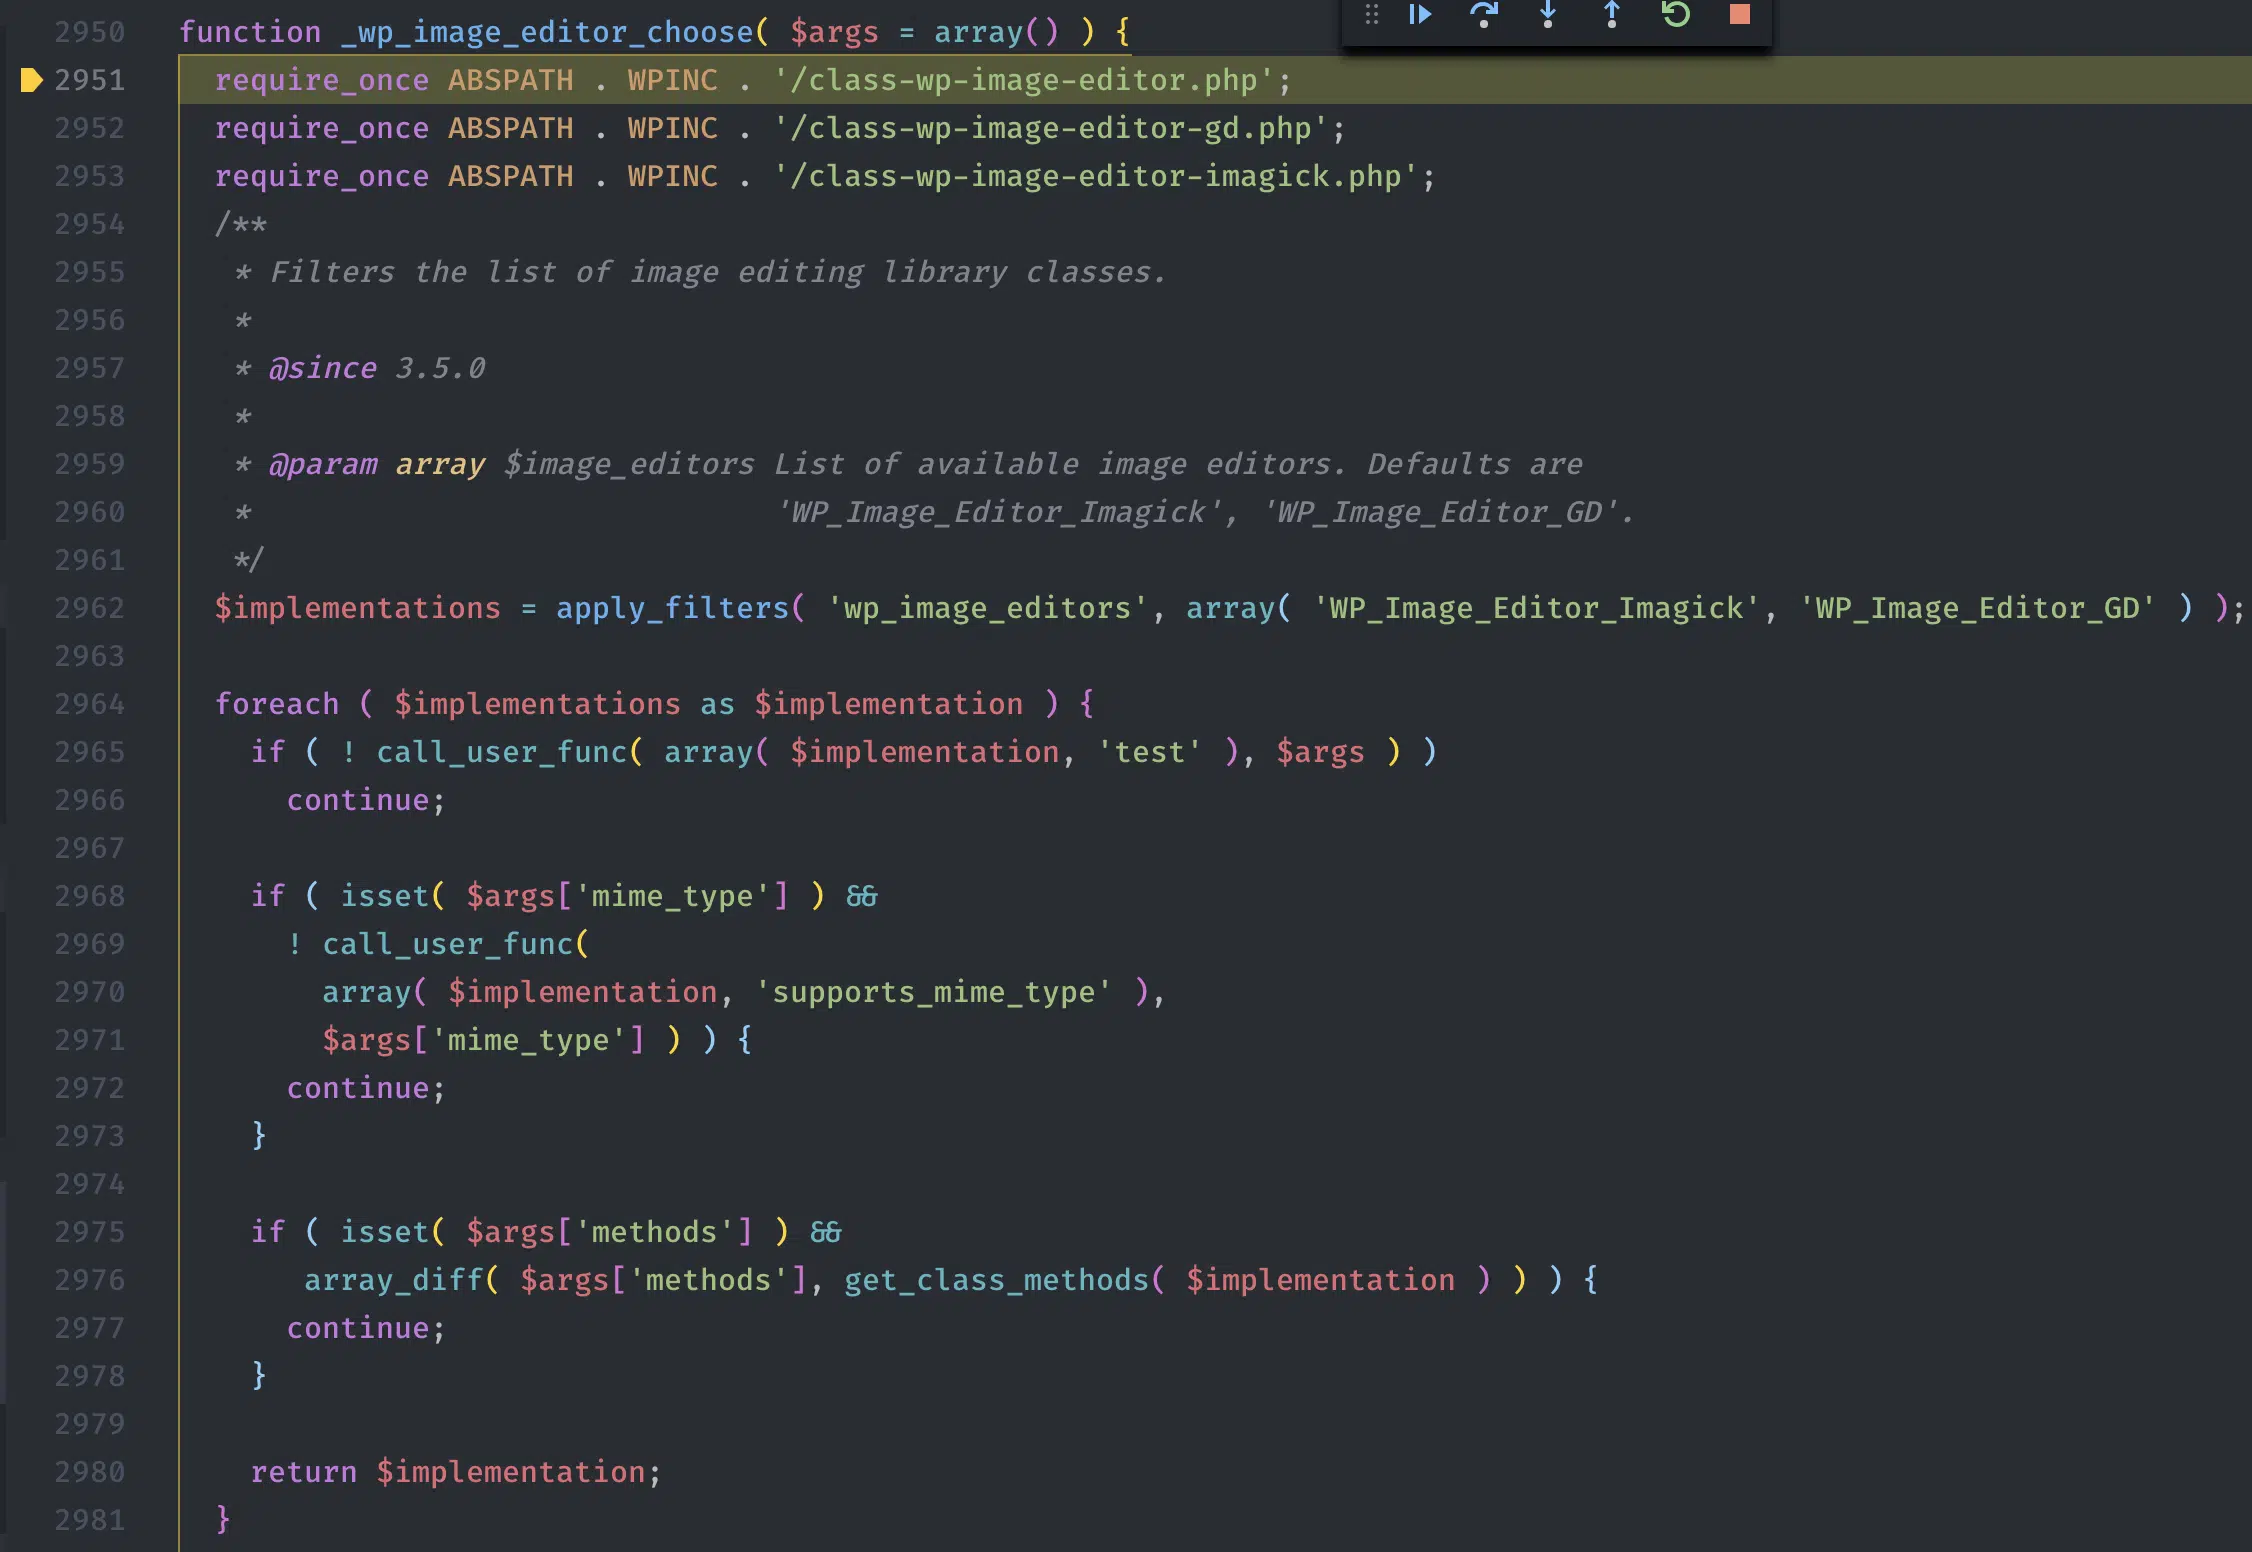 2950 function _wp_image_editor_choose( $args = array() ) {
2951 require_once ABSPATH . WPINC . '/class-wp-image-editor.php';
2952 require_once ABSPATH . WPINC . '/class-wp-image-editor-gd.php';
2953 require_once ABSPATH . WPINC . '/class-wp-image-editor-imagick.php';
2954 /**
2955 * Filters the list of image editing library classes.
2956 *
2957 * @since 3.5.0
2958 *
2959 * @param array $image_editors List of available image editors. Defaults are
2960 * 'WP_Image_Editor_Imagick', 'WP_Image_Editor_GD'.
2961 */
2962 $implementations = apply_filters( 'wp_image_editors', array( 'WP_Image_Editor_Imagick', 'WP_Image_Editor_GD' ) );
2963
2964 foreach ( $implementations as $implementation ) {
2965 if ( ! call_user_func( array( $implementation, 'test' ), $args ) )
2966 continue;
2967
2968 if ( isset( $args['mime_type'] ) &&
2969 ! call_user_func(
2970 array( $implementation, 'supports_mime_type' ),
2971 $args['mime_type'] ) ) {
2972 continue;
2973 }
2974
2975 if ( isset( $args['methods'] ) &&
2976 array_diff( $args['methods'], get_class_methods( $implementation ) ) ) {
2977 continue;
2978 }
2979
2980 return $implementation;
2981 }